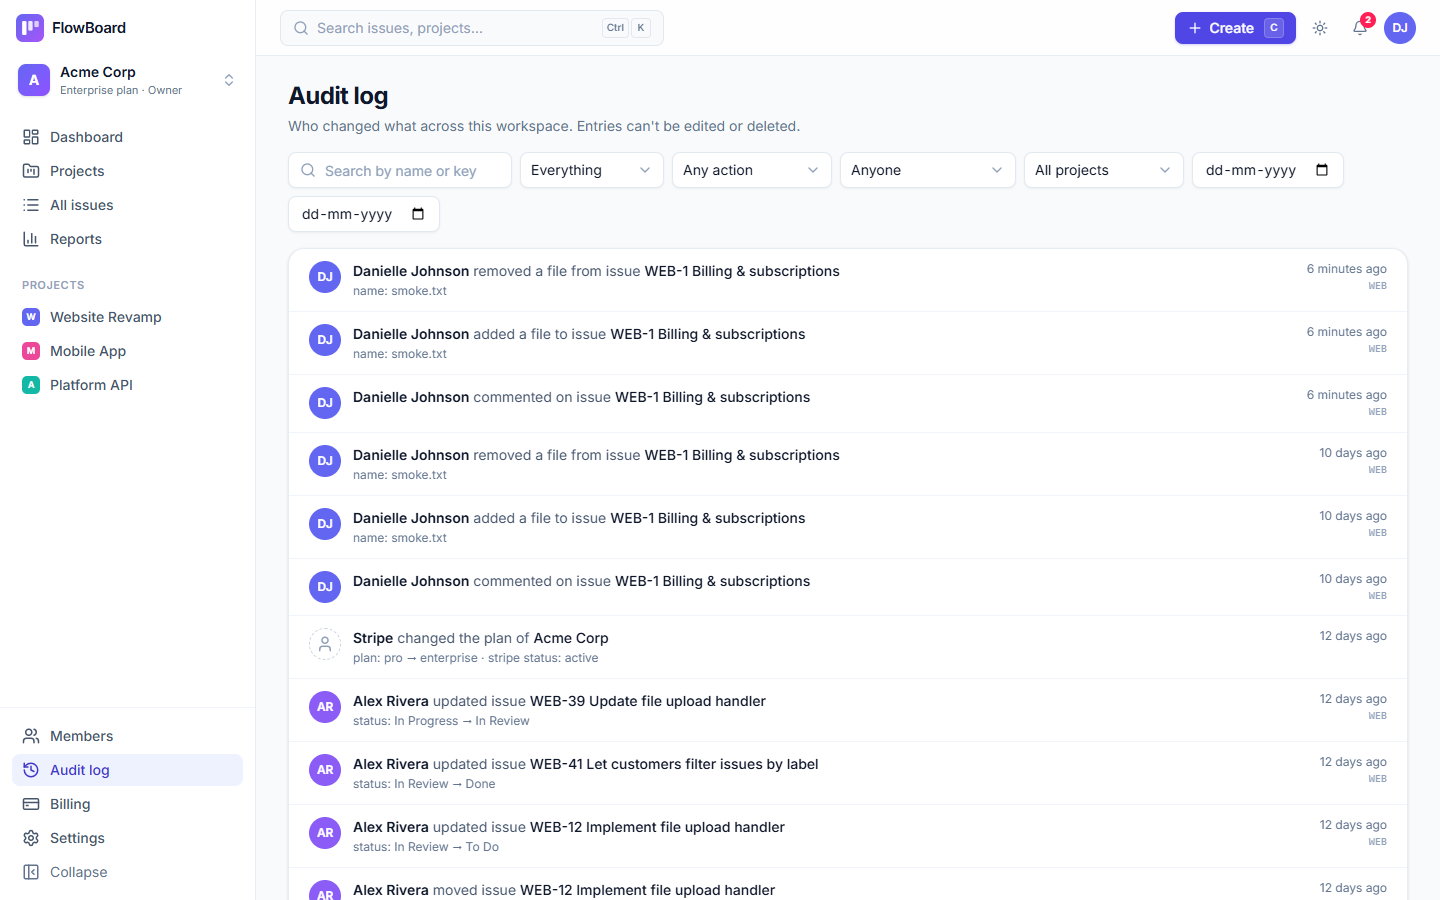 FlowBoard
Search issues, projects...
Ctrl
K
Create
C
2
DJ
A
Acme Corp
Enterprise plan · Owner
Dashboard
Projects
All issues
Reports
PROJECTS
W
Website Revamp
M
Mobile App
A
Platform API
Members
Audit log
Billing
Settings
Collapse
Audit log
Who changed what across this workspace. Entries can't be edited or deleted.
Search by name or key
Everything
Any action
Anyone
All projects
dd-mm-yyyy
dd-mm-yyyy
DJ
Danielle Johnson removed a file from issue WEB-1 Billing & subscriptions
6 minutes ago
name: smoke.txt
WEB
DJ
Danielle Johnson added a file to issue WEB-1 Billing & subscriptions
6 minutes ago
name: smoke.txt
WEB
DJ
Danielle Johnson commented on issue WEB-1 Billing & subscriptions
6 minutes ago
WEB
DJ
Danielle Johnson removed a file from issue WEB-1 Billing & subscriptions
10 days ago
name: smoke.txt
WEB
DJ
Danielle Johnson added a file to issue WEB-1 Billing & subscriptions
10 days ago
name: smoke.txt
WEB
DJ
Danielle Johnson commented on issue WEB-1 Billing & subscriptions
10 days ago
WEB
Stripe changed the plan of Acme Corp
12 days ago
plan: pro → enterprise · stripe status: active
AR
Alex Rivera updated issue WEB-39 Update file upload handler
12 days ago
status: In Progress → In Review
WEB
AR
Alex Rivera updated issue WEB-41 Let customers filter issues by label
12 days ago
status: In Review → Done
WEB
AR
Alex Rivera updated issue WEB-12 Implement file upload handler
12 days ago
status: In Review → To Do
WEB
AR
Alex Rivera moved issue WEB-12 Implement file upload handler
12 days ago